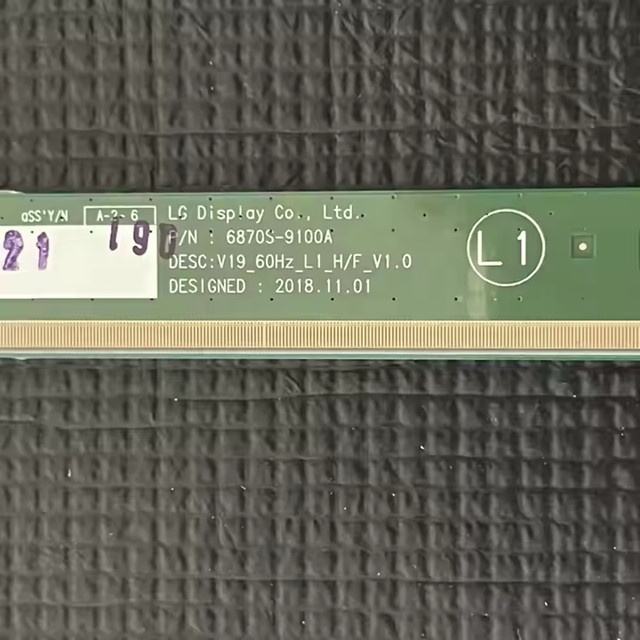 aSS'Y/N A-2-6 LG Display Co., Ltd.
21 190 P/N : 6870S-9100A
DESC:V19_60Hz_L1_H/F_V1.0
DESIGNED : 2018.11.01
L1